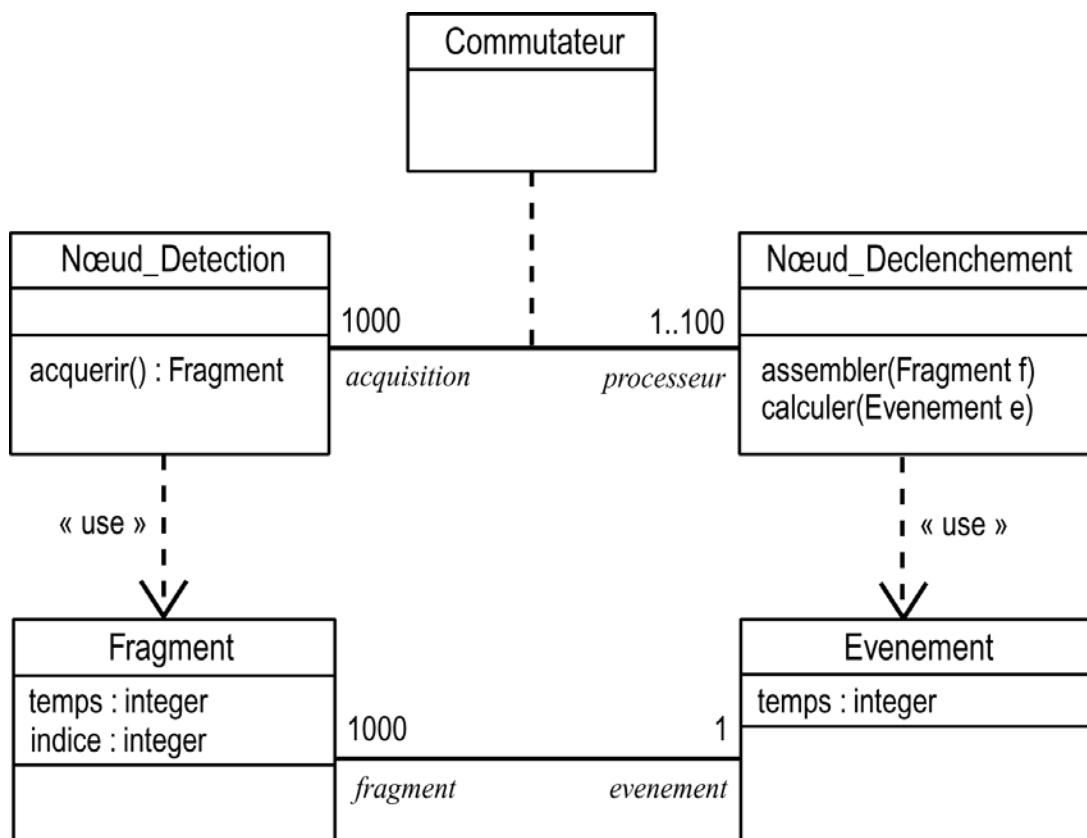 Commutateur
Nœud_Detection
acquerir() : Fragment
Nœud_Declenchement
assembler(Fragment f)
calculer(Evenement e)
1000
1..100
acquisition
processeur
« use »
« use »
Fragment
temps : integer
indice : integer
Evenement
temps : integer
1000
1
fragment
evenement